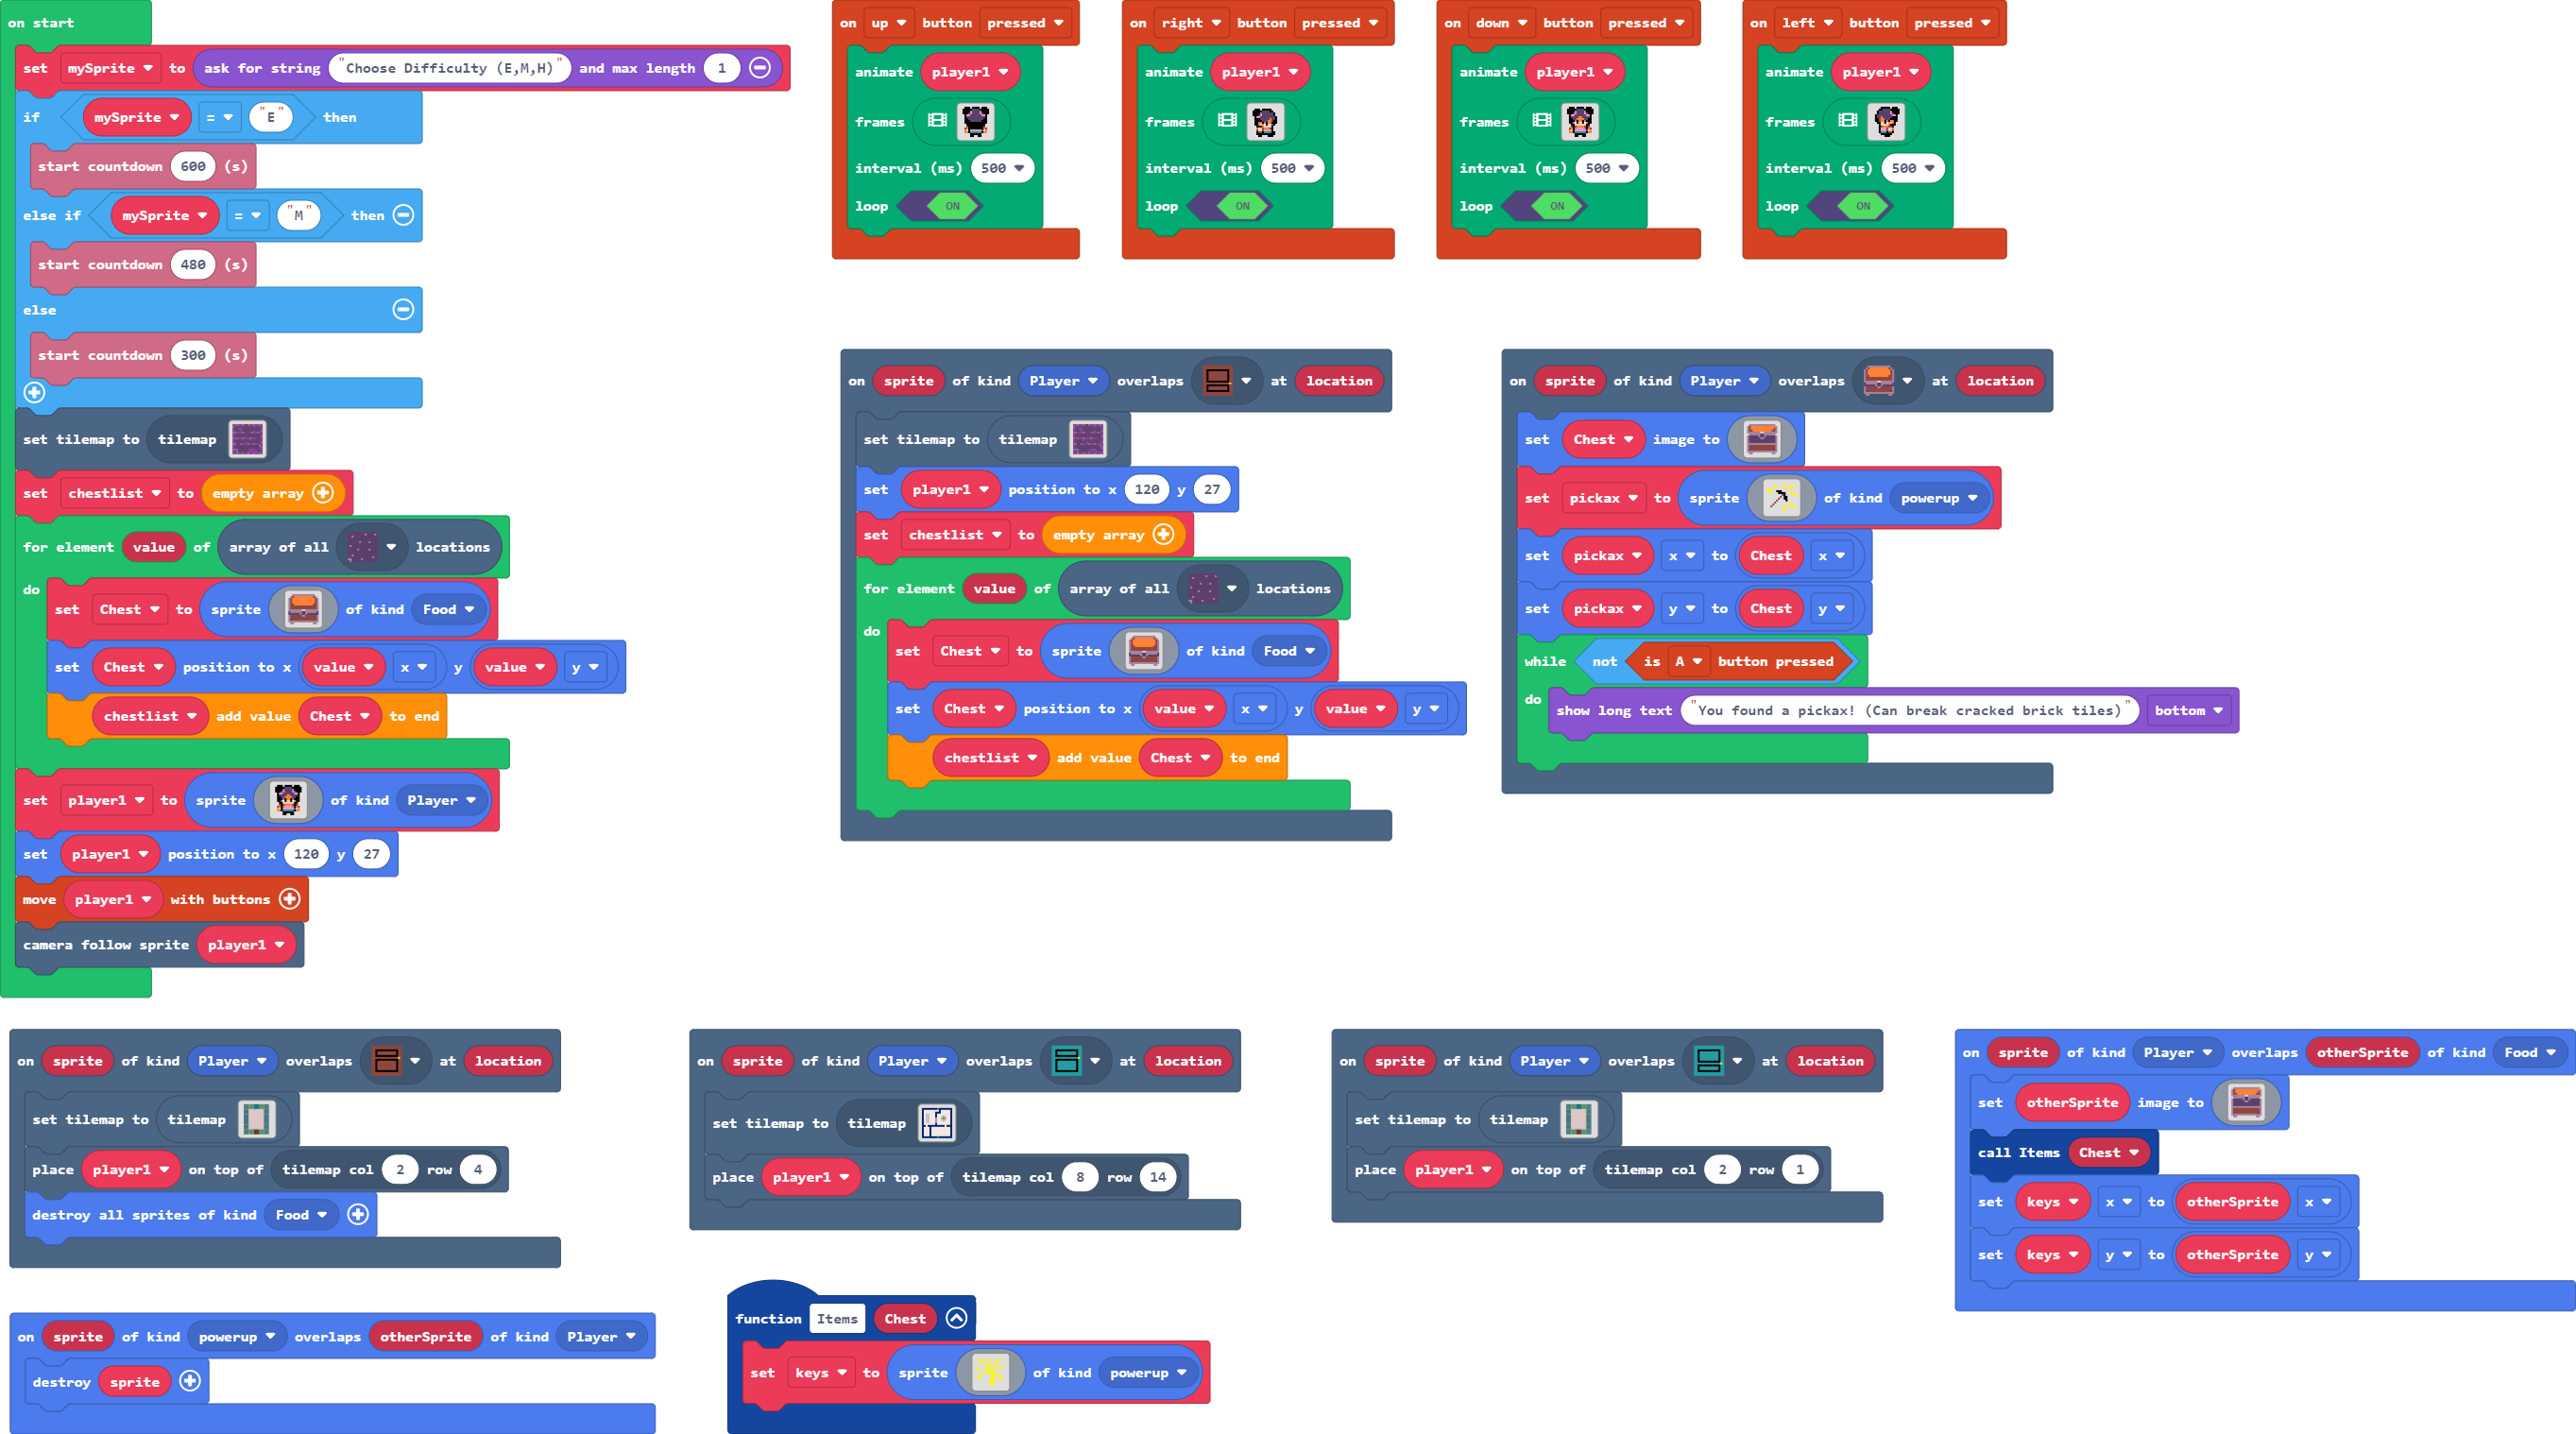 on start
set mySprite to ask for string "Choose Difficulty (E,M,H)" and max length 1
if mySprite = "E" then
start countdown 600 (s)
else if mySprite = "M" then
start countdown 480 (s)
else
start countdown 300 (s)
set tilemap to tilemap
set chestlist to empty array
for element value of array of all locations
do
set Chest to sprite of kind Food
set Chest position to x value x y value y
chestlist add value Chest to end
set player1 to sprite of kind Player
set player1 position to x 120 y 27
move player1 with buttons
camera follow sprite player1
on up button pressed
animate player1
frames
interval (ms) 500
loop ON
on right button pressed
animate player1
frames
interval (ms) 500
loop ON
on down button pressed
animate player1
frames
interval (ms) 500
loop ON
on left button pressed
animate player1
frames
interval (ms) 500
loop ON
on sprite of kind Player overlaps at location
set tilemap to tilemap
set player1 position to x 120 y 27
set chestlist to empty array
for element value of array of all locations
do
set Chest to sprite of kind Food
set Chest position to x value x y value y
chestlist add value Chest to end
on sprite of kind Player overlaps at location
set Chest image to
set pickax to sprite of kind powerup
set pickax x to Chest x
set pickax y to Chest y
while not is A button pressed
do
show long text "You found a pickax! (Can break cracked brick tiles)" bottom
on sprite of kind Player overlaps at location
set tilemap to tilemap
place player1 on top of tilemap col 2 row 4
destroy all sprites of kind Food
on sprite of kind Player overlaps at location
set tilemap to tilemap
place player1 on top of tilemap col 8 row 14
on sprite of kind Player overlaps at location
set tilemap to tilemap
place player1 on top of tilemap col 2 row 1
on sprite of kind Player overlaps otherSprite of kind Food
set otherSprite image to
call Items Chest
set keys x to otherSprite x
set keys y to otherSprite y
on sprite of kind powerup overlaps otherSprite of kind Player
destroy sprite
function Items Chest
set keys to sprite of kind powerup